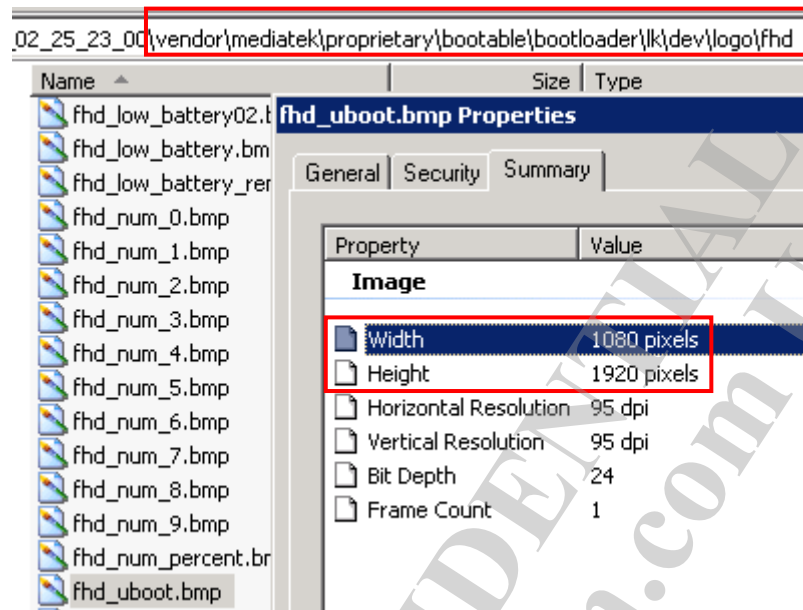 _02_25_23_00\vendor\mediatek\proprietary\bootable\bootloader\lk\dev\logo\fhd
Name Size Type
fhd_low_battery02.b
fhd_low_battery.bm
fhd_low_battery_rer
fhd_num_0.bmp
fhd_num_1.bmp
fhd_num_2.bmp
fhd_num_3.bmp
fhd_num_4.bmp
fhd_num_5.bmp
fhd_num_6.bmp
fhd_num_7.bmp
fhd_num_8.bmp
fhd_num_9.bmp
fhd_num_percent.br
fhd_uboot.bmp
fhd_uboot.bmp Properties
General Security Summary
Property Value
Image
Width 1080 pixels
Height 1920 pixels
Horizontal Resolution 95 dpi
Vertical Resolution 95 dpi
Bit Depth 24
Frame Count 1